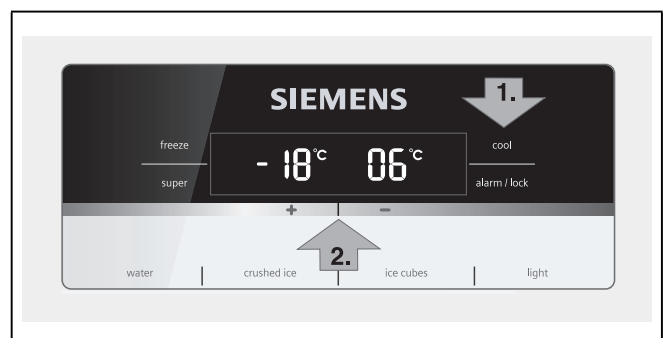 SIEMENS
1.
freeze
- 18°C 06°C
cool
super
alarm / lock
+ -
2.
water
crushed ice
ice cubes
light